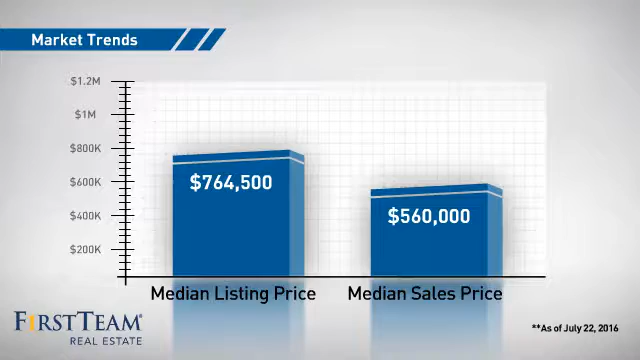 Market Trends
$1.2M
$1M
$800K
$600K
$400K
$200K
$764,500
$560,000
Median Listing Price
Median Sales Price
FIRSTTEAM®
REAL ESTATE
**As of July 22, 2016